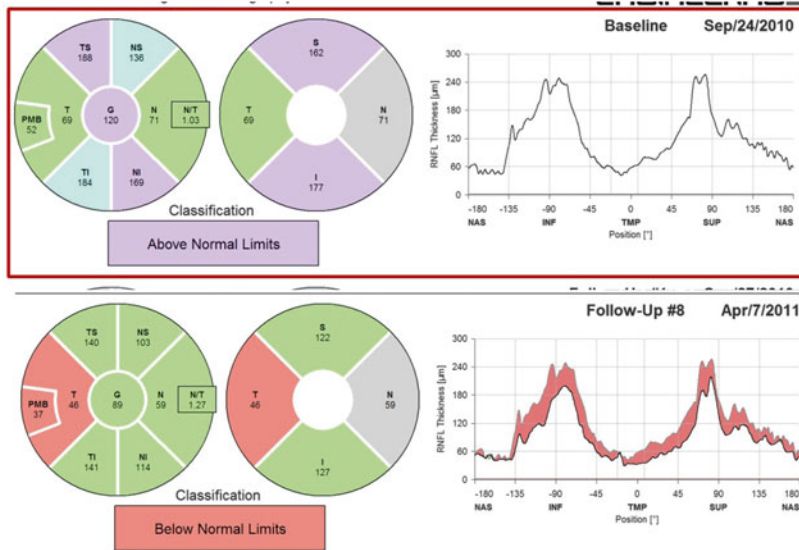 Baseline Sep/24/2010
TS
188
NS
136
T
69
G
120
N
71
N/T
1.03
PMB
52
TI
184
NI
169
S
162
T
69
N
71
I
177
Classification
Above Normal Limits
RNFL Thickness [µm]
300
240
180
120
60
0
-180 -135 -90 -45 0 45 90 135 180
NAS INF TMP SUP NAS
Position [°]
Follow-Up #8 Apr/7/2011
TS
140
NS
103
T
46
G
89
N
59
N/T
1.27
PMB
37
TI
141
NI
114
S
122
T
46
N
59
I
127
Classification
Below Normal Limits
RNFL Thickness [µm]
300
240
180
120
60
0
-180 -135 -90 -45 0 45 90 135 180
NAS INF TMP SUP NAS
Position [°]